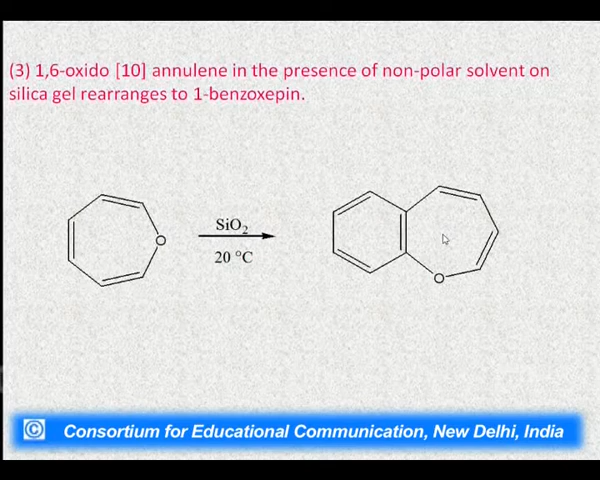 (3) 1,6-oxido [10] annulene in the presence of non-polar solvent on
silica gel rearranges to 1-benzoxepin.
SiO₂
20 °C
O
O
© Consortium for Educational Communication, New Delhi, India